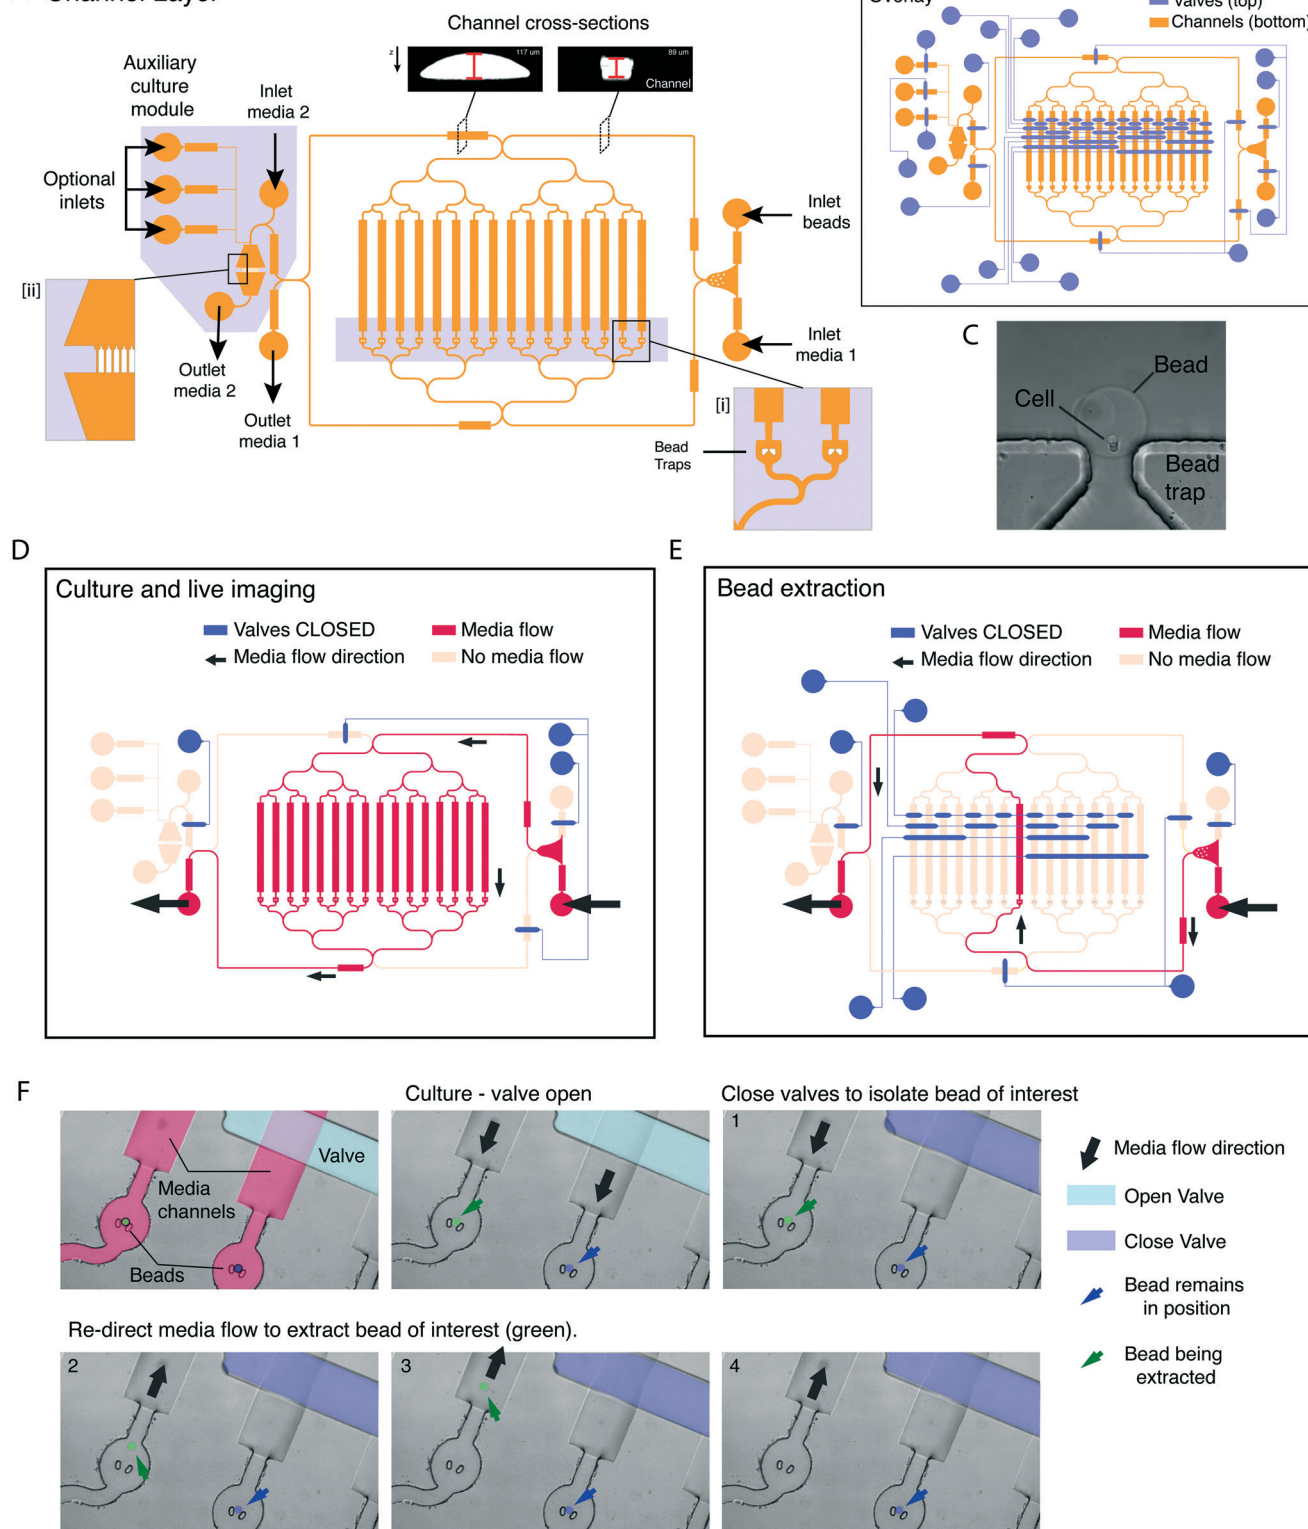 Channel Layer
Channel cross-sections
z
117 um
89 um
Channel
Auxiliary
culture
module
Inlet
media 2
Optional
inlets
Inlet
beads
Inlet
media 1
[ii]
Outlet
media 2
Outlet
media 1
[i]
Bead
Traps
Overlay
Valves (top)
Channels (bottom)
C
Bead
Cell
Bead
trap
D
Culture and live imaging
Valves CLOSED
Media flow
Media flow direction
No media flow
E
Bead extraction
Valves CLOSED
Media flow
Media flow direction
No media flow
F
Valve
Media
channels
Beads
Culture - valve open
Close valves to isolate bead of interest
1
Media flow direction
Open Valve
Close Valve
Bead remains
in position
Bead being
extracted
Re-direct media flow to extract bead of interest (green).
2
3
4